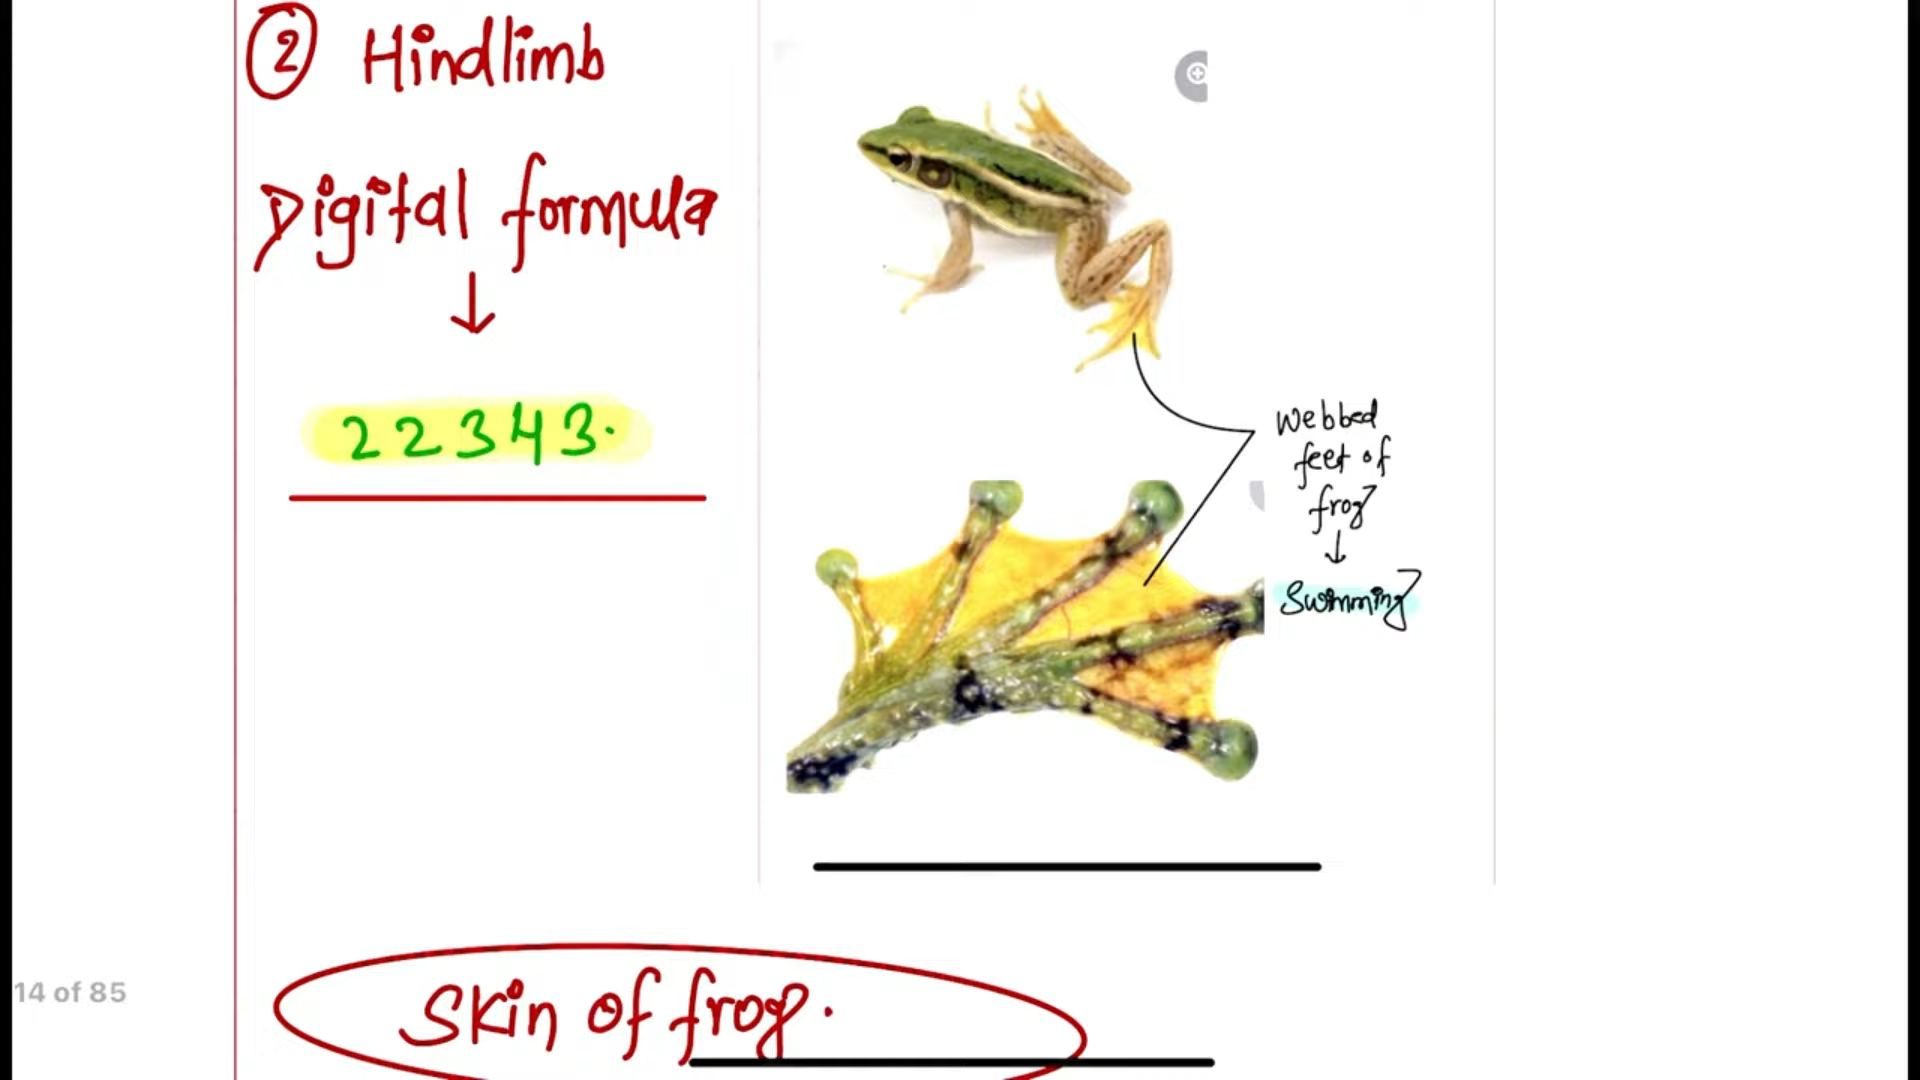 ② Hindlimb
Digital formula
↓
22343.
Webbed
feet of
frog
↓
Swimming
14 of 85
Skin of frog.